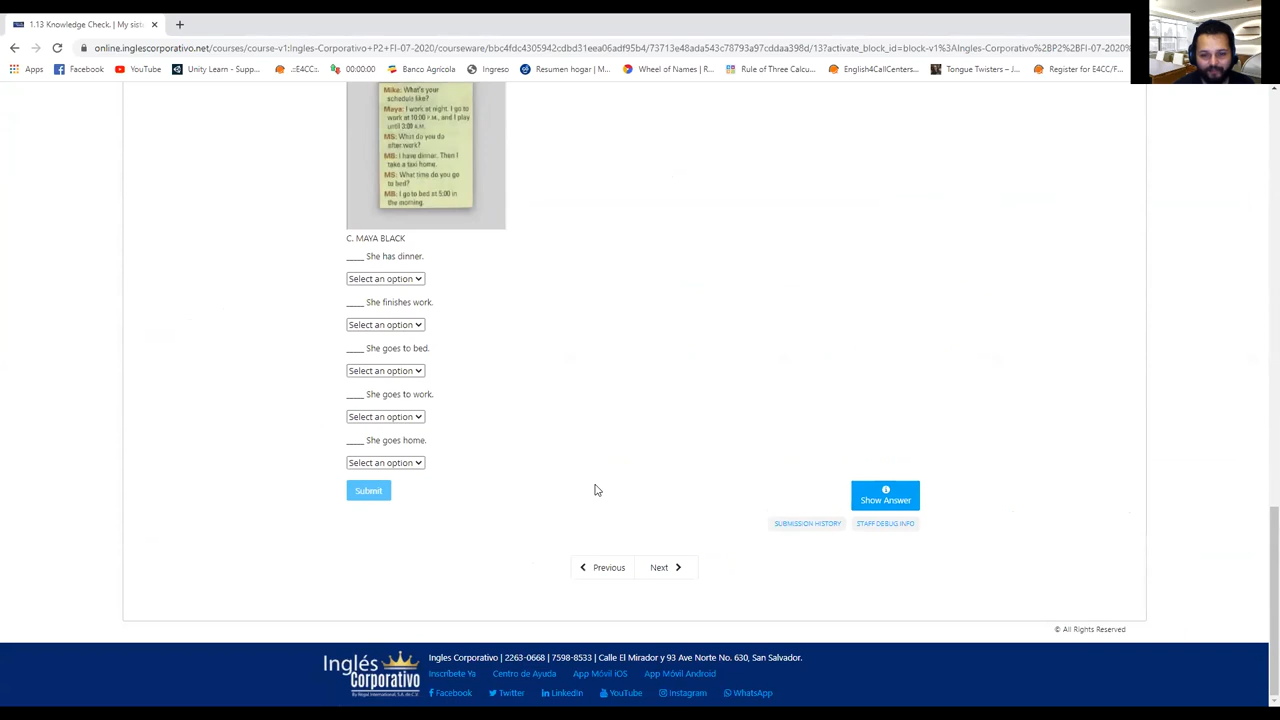 1.13 Knowledge Check. | My sist
online.inglescorporativo.net/courses/course-v1:Ingles-Corporativo+P2+FI-07-2020/courseware/bbc4fdc4305942cdbd31eea06adf95b4/73713e48ada543c78793a97cddaa398d/13?activate_block_id=block-v1%3AIngles-Corporativo%2BP2%2BFI-07-2020%
Apps
Facebook
YouTube
Unity Learn - Supp...
.::E4CC:.
00:00:00
Banco Agrícola
Ingreso
Resumen hogar | M...
Wheel of Names | R...
Rule of Three Calcu...
English4CallCenters...
Tongue Twisters – J...
Register for E4CC/F...
Mike: What's your
schedule like?
Maya: I work at night. I go to
work at 10:00 P.M., and I play
until 3:00 A.M.
MS: What do you do
after work?
MB: I have dinner. Then I
take a taxi home.
MS: What time do you go
to bed?
MB: I go to bed at 5:00 in
the morning.
C. MAYA BLACK
____ She has dinner.
Select an option
____ She finishes work.
Select an option
____ She goes to bed.
Select an option
____ She goes to work.
Select an option
____ She goes home.
Select an option
Submit
Show Answer
SUBMISSION HISTORY
STAFF DEBUG INFO
Previous
Next
© All Rights Reserved
Inglés Corporativo
By Regal International, S.A. de C.V.
Ingles Corporativo | 2263-0668 | 7598-8533 | Calle El Mirador y 93 Ave Norte No. 630, San Salvador.
Inscríbete Ya
Centro de Ayuda
App Móvil iOS
App Móvil Android
Facebook
Twitter
LinkedIn
YouTube
Instagram
WhatsApp